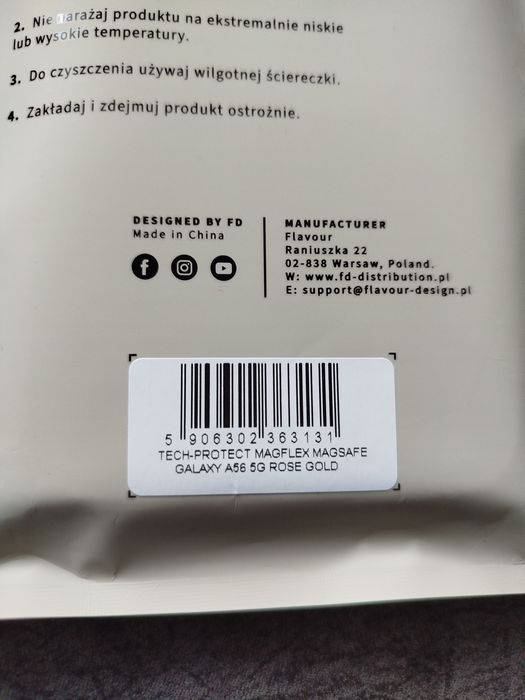 2. Nie narażaj produktu na ekstremalnie niskie
lub wysokie temperatury.
3. Do czyszczenia używaj wilgotnej ściereczki.
4. Zakładaj i zdejmuj produkt ostrożnie.
DESIGNED BY FD
Made in China
MANUFACTURER
Flavour
Raniuszka 22
02-838 Warsaw, Poland.
W: www.fd-distribution.pl
E: support@flavour-design.pl
5 906302 363131
TECH-PROTECT MAGFLEX MAGSAFE
GALAXY A56 5G ROSE GOLD